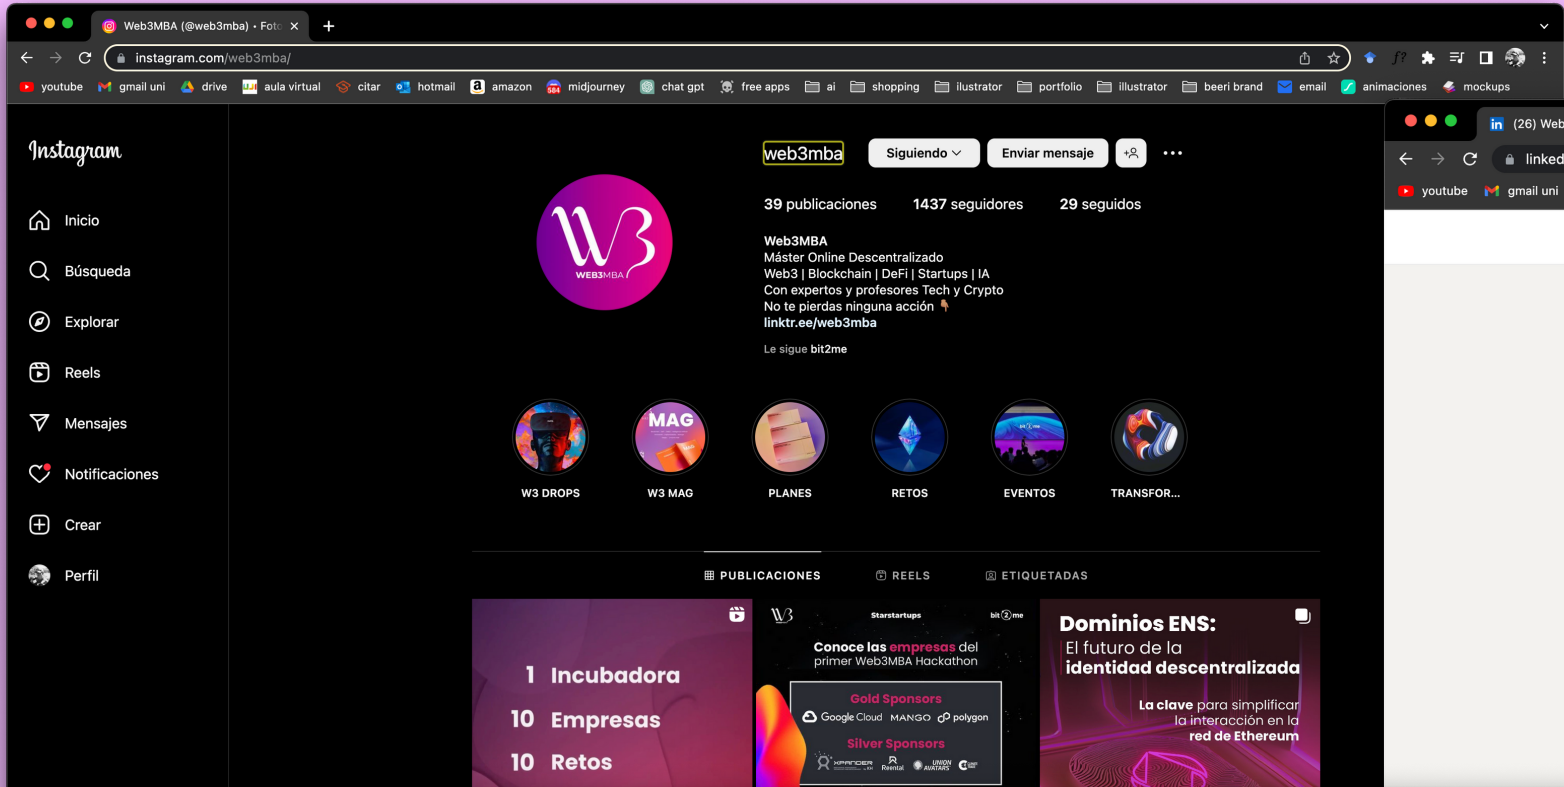 Web3MBA (@web3mba) • Foto
instagram.com/web3mba/
f?
youtube
gmail uni
drive
aula virtual
citar
hotmail
amazon
584
midjourney
chat gpt
free apps
ai
shopping
ilustrator
portfolio
illustrator
beeri brand
email
animaciones
mockups
(26) Web
linked
youtube
gmail uni
Instagram
Inicio
Búsqueda
Explorar
Reels
Mensajes
Notificaciones
Crear
Perfil
W3
WEB3MBA
web3mba
Siguiendo
Enviar mensaje
39 publicaciones
1437 seguidores
29 seguidos
Web3MBA
Máster Online Descentralizado
Web3 | Blockchain | DeFi | Startups | IA
Con expertos y profesores Tech y Crypto
No te pierdas ninguna acción 👇🏽
linktr.ee/web3mba
Le sigue bit2me
MAG
W3 DROPS
W3 MAG
PLANES
RETOS
EVENTOS
TRANSFOR...
PUBLICACIONES
REELS
ETIQUETADAS
1 Incubadora
10 Empresas
10 Retos
W3
Starstartups
bit2me
Conoce las empresas del
primer Web3MBA Hackathon
Gold Sponsors
Google Cloud MANGO polygon
Silver Sponsors
XPANDER Reental UNION AVATARS
Dominios ENS:
El futuro de la
identidad descentralizada
La clave para simplificar
la interacción en la
red de Ethereum